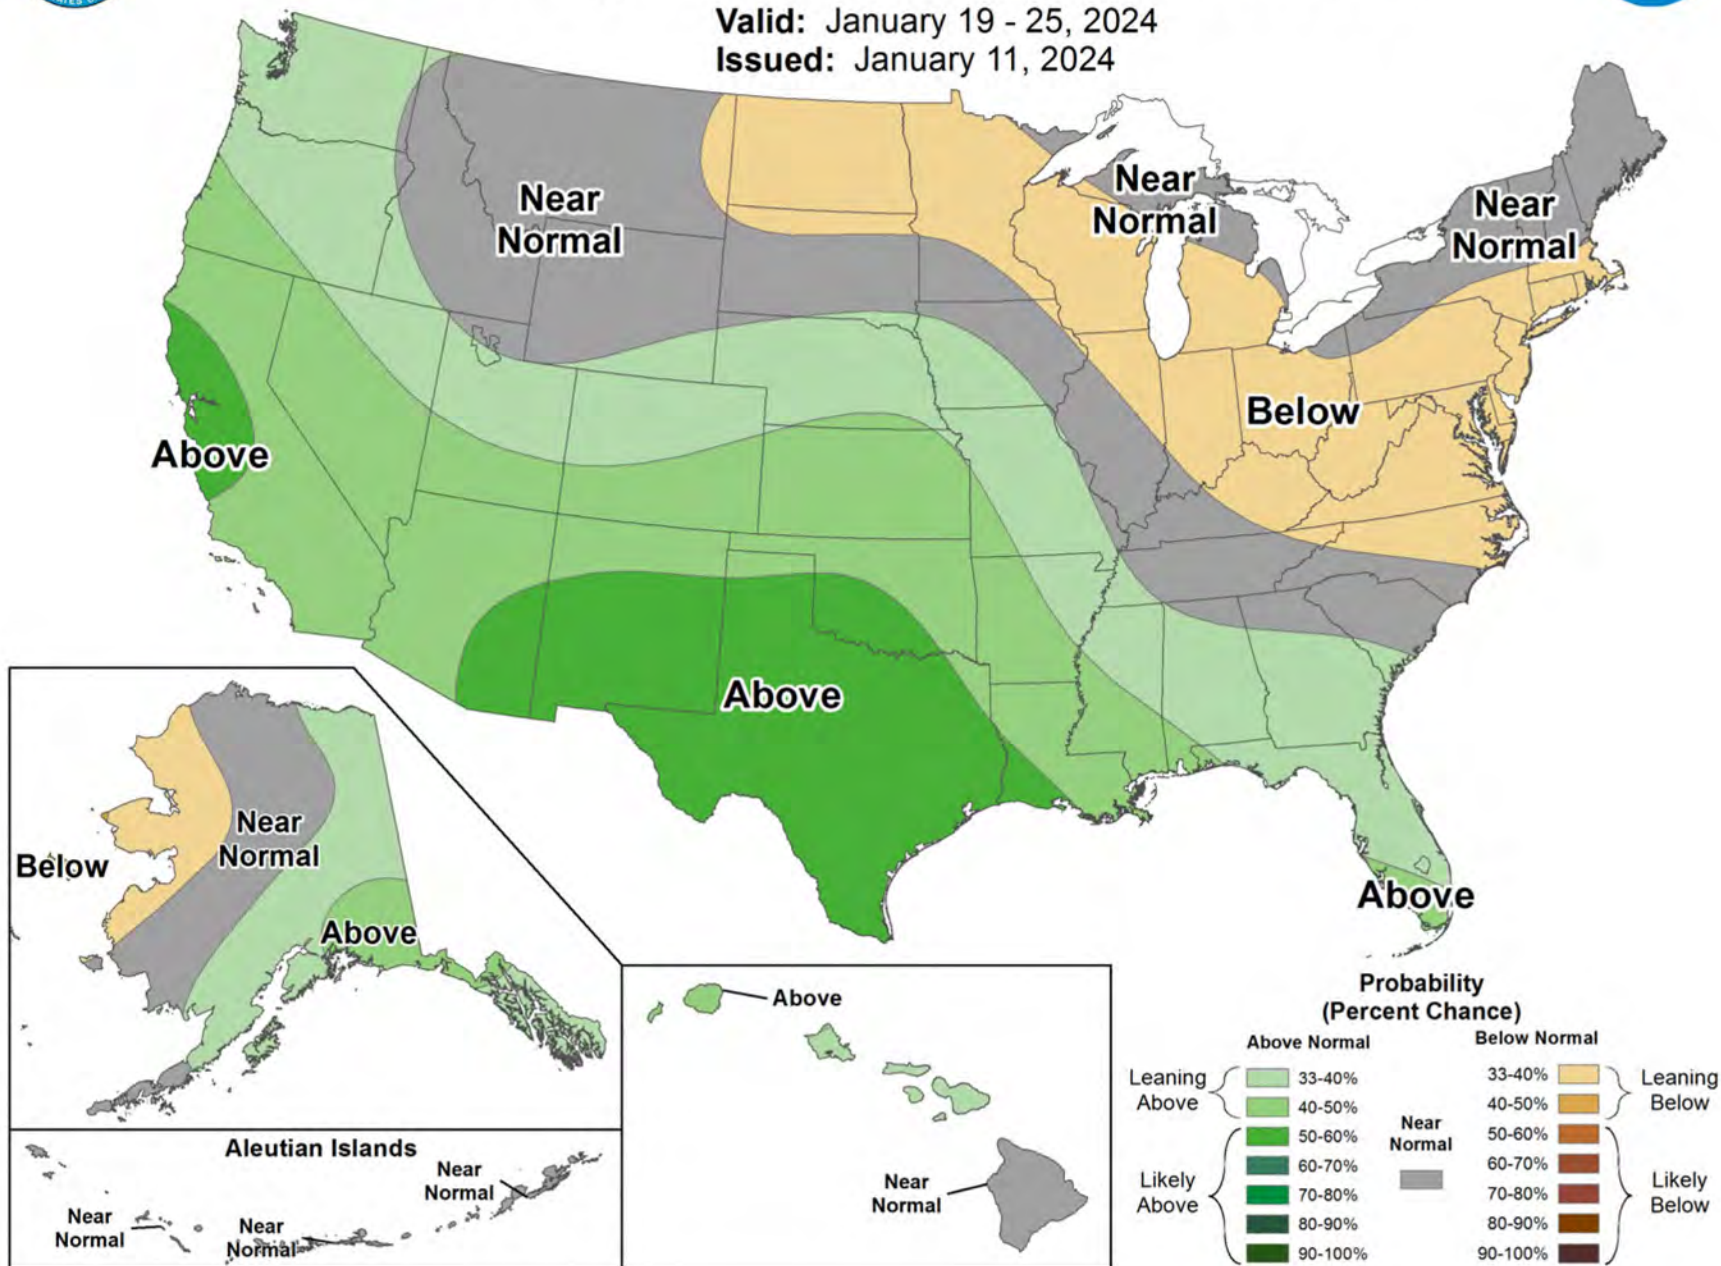 Valid: January 19 - 25, 2024
Issued: January 11, 2024
Near
Normal
Near
Normal
Near
Normal
Below
Above
Above
Above
Near
Normal
Below
Above
Above
Near
Normal
Aleutian Islands
Near
Normal
Near
Normal
Near
Normal
Probability
(Percent Chance)
Above Normal
Below Normal
Leaning
Above
33-40%
40-50%
Likely
Above
50-60%
60-70%
70-80%
80-90%
90-100%
Near
Normal
33-40%
40-50%
Leaning
Below
50-60%
60-70%
70-80%
80-90%
90-100%
Likely
Below